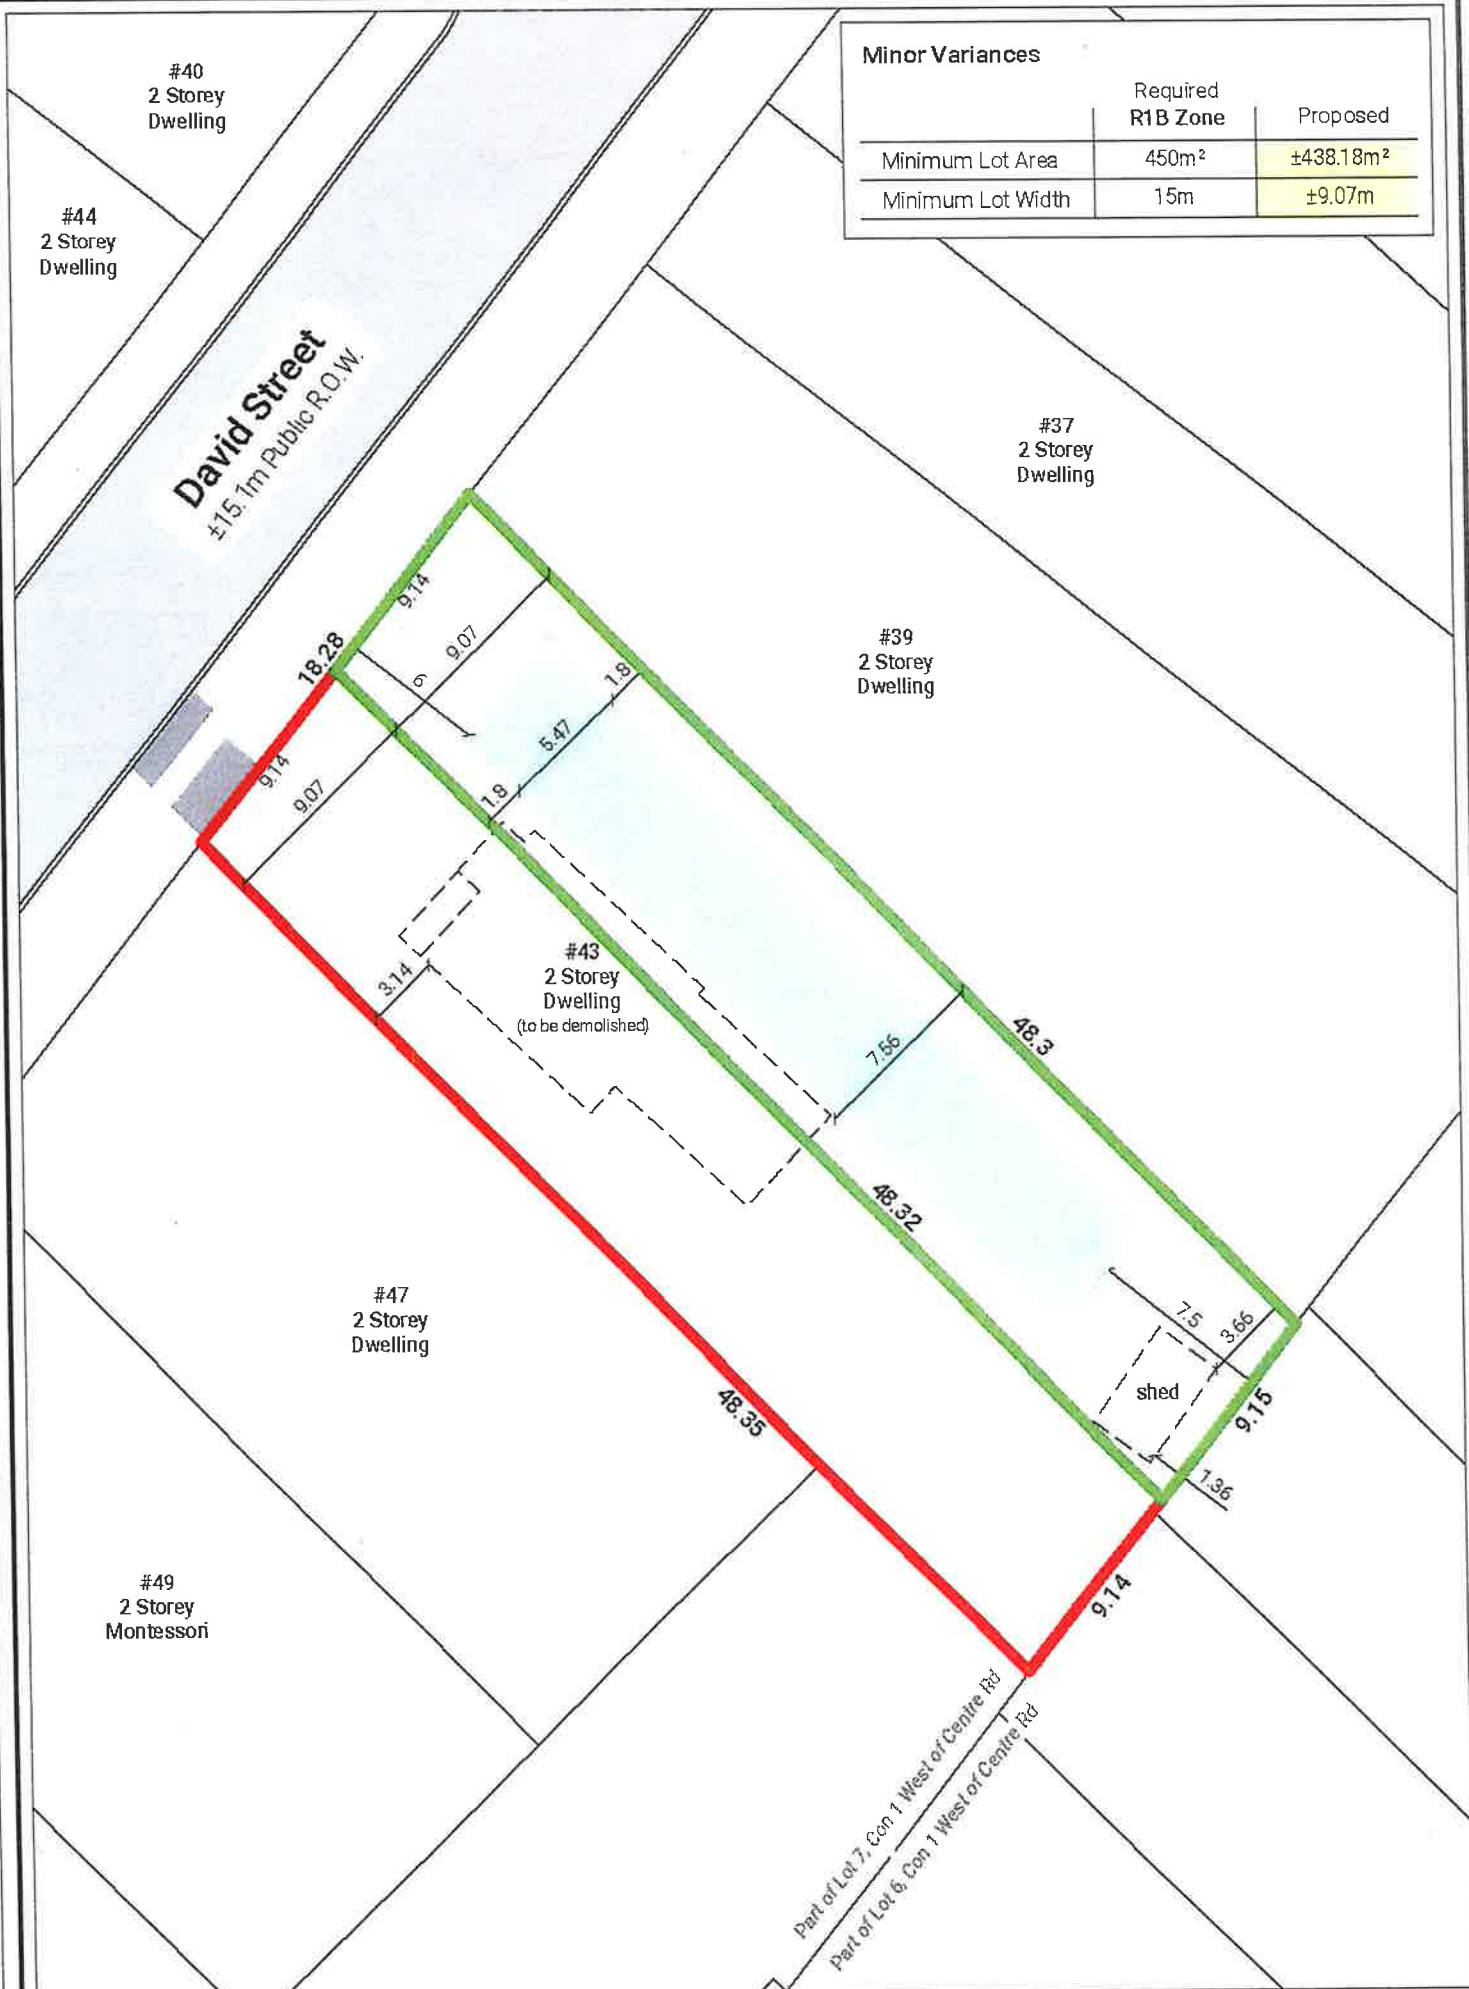 Minor Variances
Required
R1B Zone
Proposed
Minimum Lot Area
450m²
±438.18m²
Minimum Lot Width
15m
±9.07m
#40
2 Storey
Dwelling
#44
2 Storey
Dwelling
David Street
±15.1m Public R.O.W.
#37
2 Storey
Dwelling
#39
2 Storey
Dwelling
18.28
9.14
9.07
6
1.8
5.47
1.8
9.14
9.07
3.14
#43
2 Storey
Dwelling
(to be demolished)
7.56
48.3
48.32
#47
2 Storey
Dwelling
48.35
7.5
3.66
shed
9.15
1.36
9.14
#49
2 Storey
Montessori
Part of Lot 7, Con 1 West of Centre Rd
Part of Lot 6, Con 1 West of Centre Rd